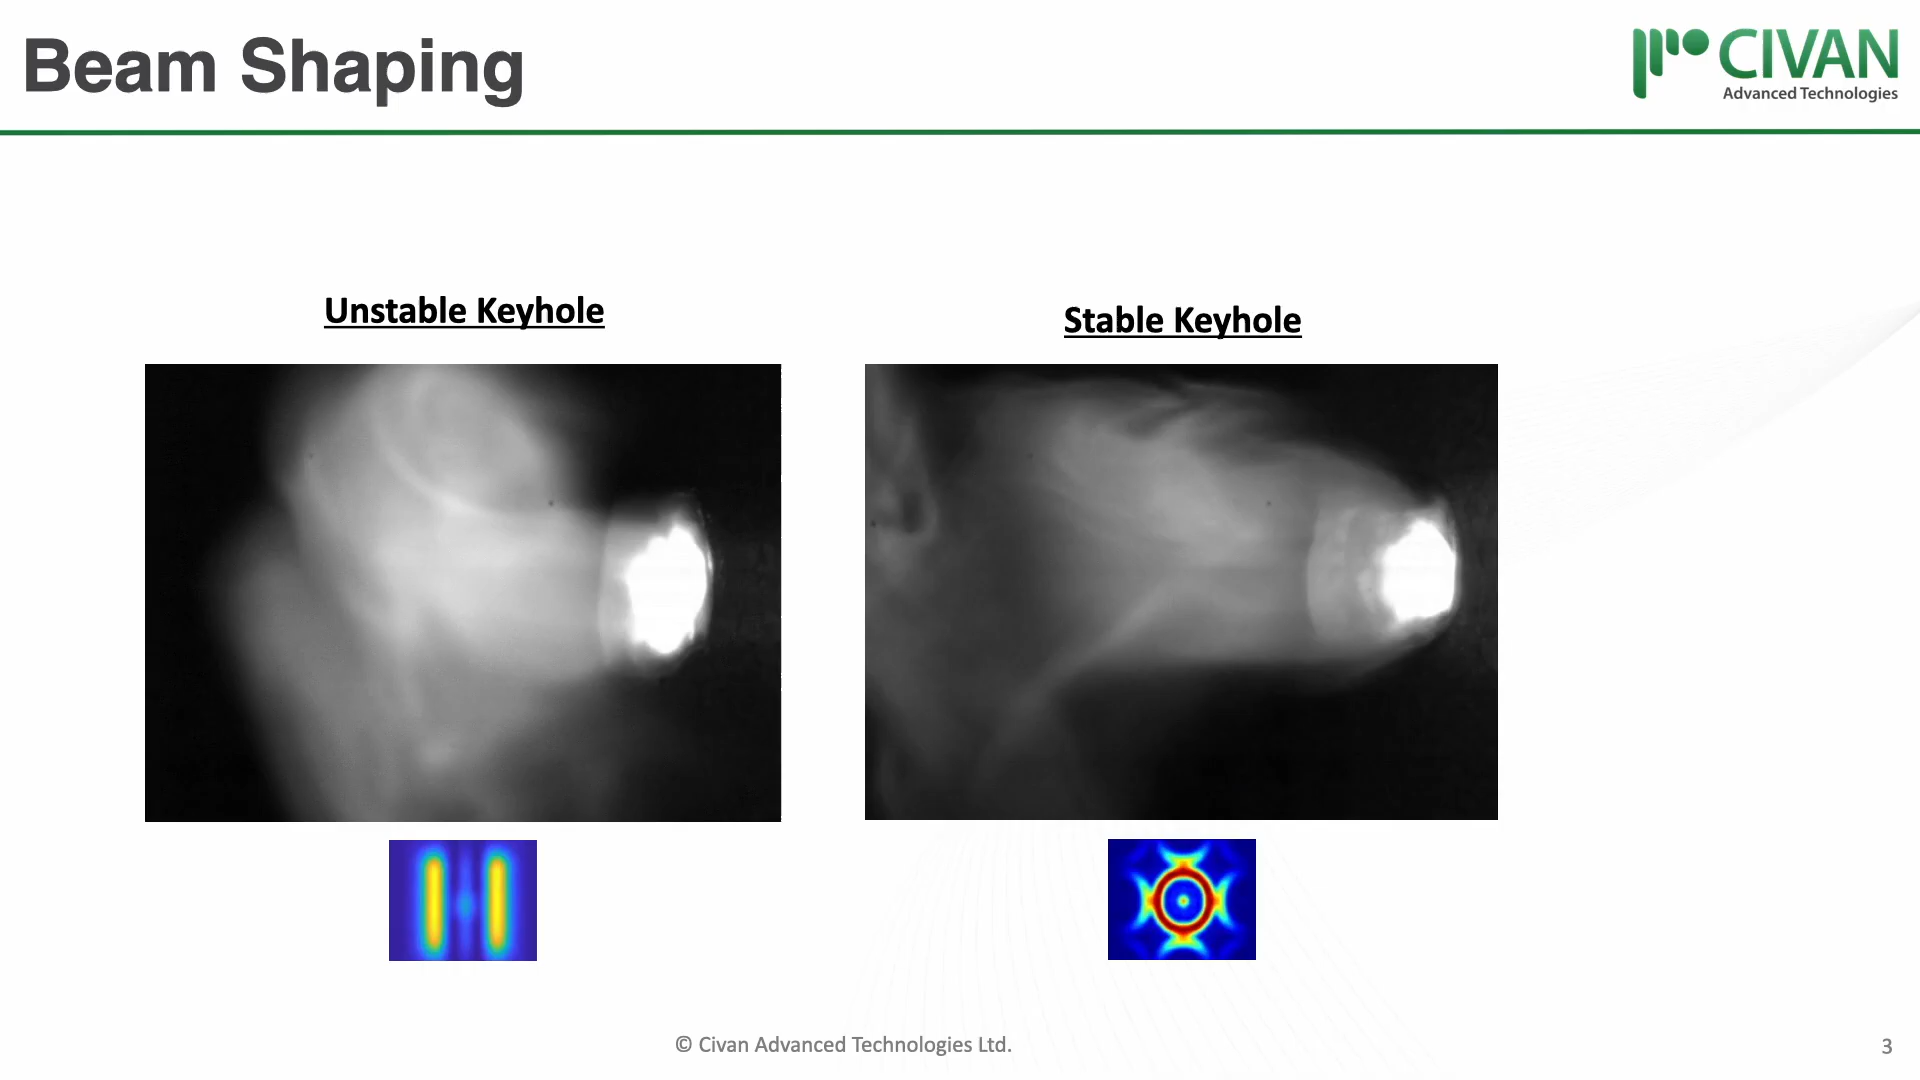 Beam Shaping
CIVAN
Advanced Technologies
Unstable Keyhole
Stable Keyhole
© Civan Advanced Technologies Ltd.
3